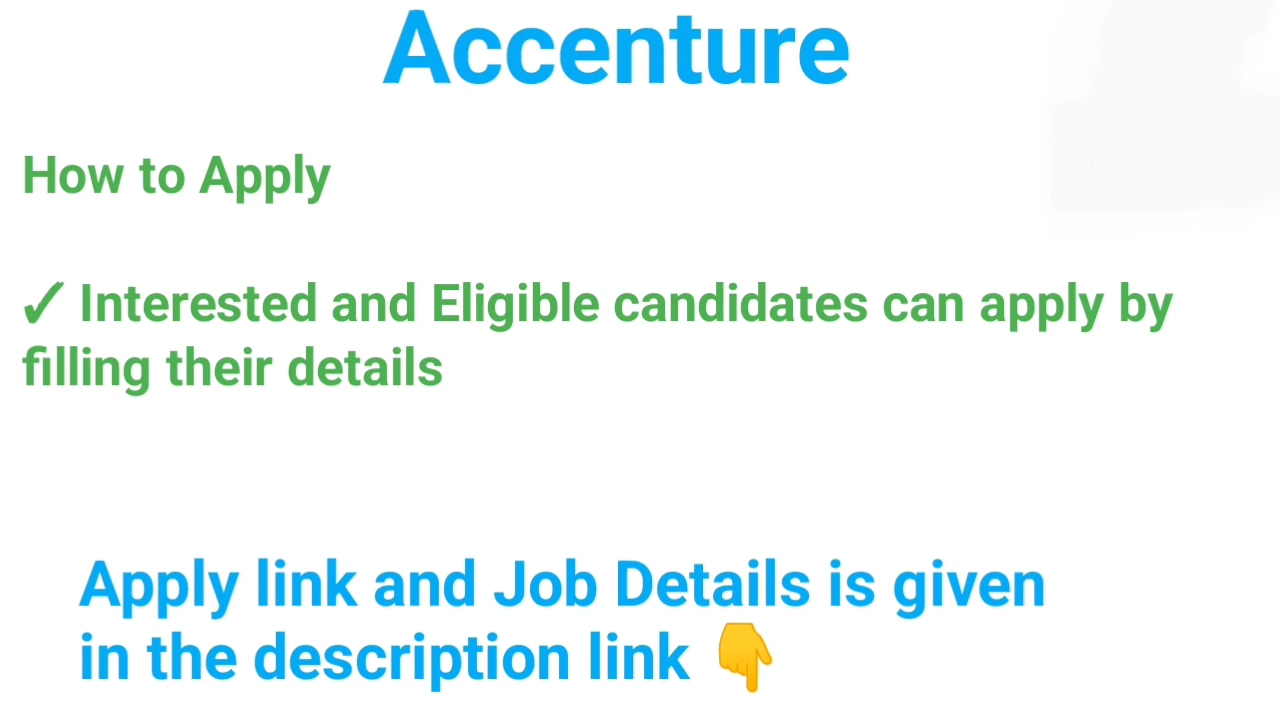 Accenture
How to Apply
✓ Interested and Eligible candidates can apply by
filling their details
Apply link and Job Details is given
in the description link 👇